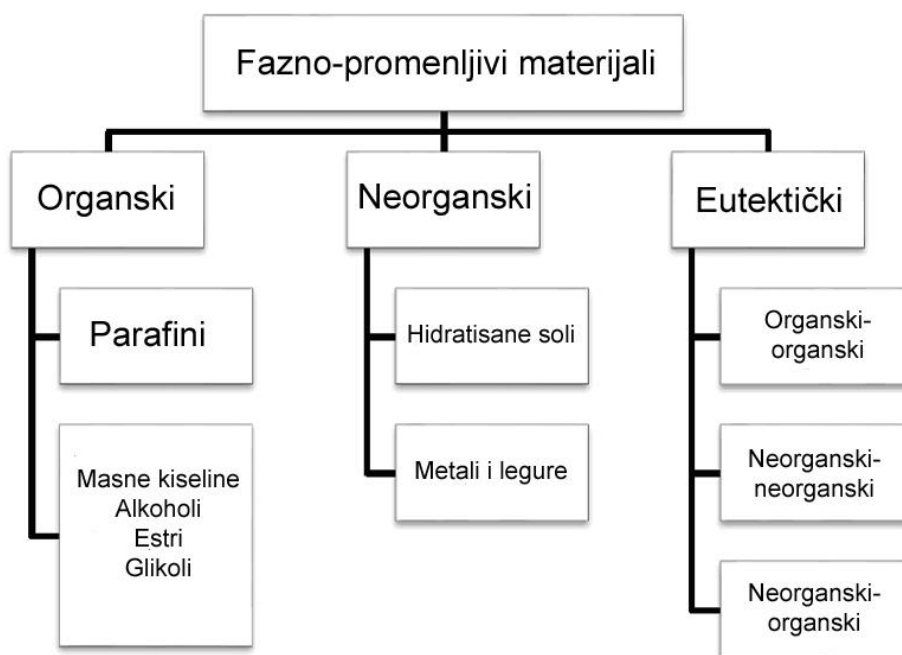 Fazno-promenljivi materijali
Organski
Neorganski
Eutektički
Parafini
Masne kiseline
Alkoholi
Estri
Glikoli
Hidratisane soli
Metali i legure
Organski-
organski
Neorganski-
neorganski
Neorganski-
organski